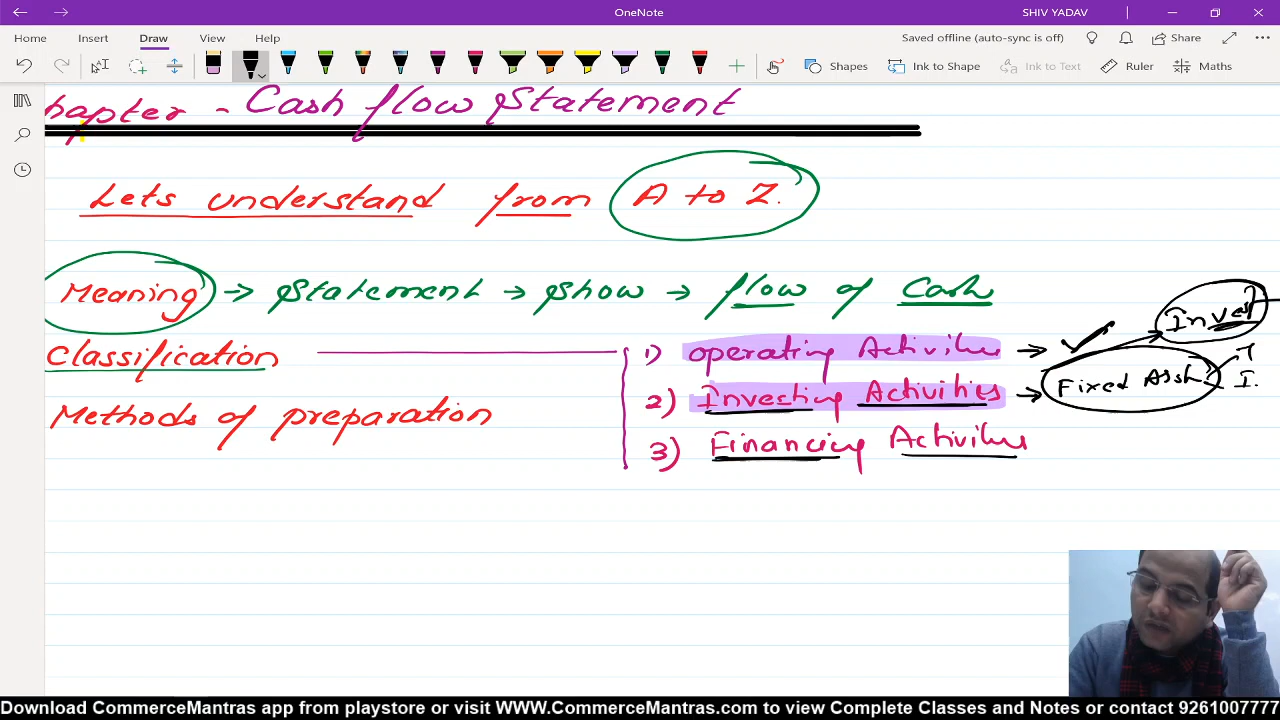 OneNote
SHIV YADAV
Home Insert Draw View Help
Saved offline (auto-sync is off)
Share
Shapes
Ink to Shape
Ink to Text
Ruler
Maths
hapter - Cash flow Statement
Lets understand from A to Z.
Meaning → Statement → Show → flow of Cash
Classification
1) operating Activities →
2) Investing Activities → Fixed T I.
3) Financing Activities
Methods of preparation
Download CommerceMantras app from playstore or visit WWW.CommerceMantras.com to view Complete Classes and Notes or contact 9261007777